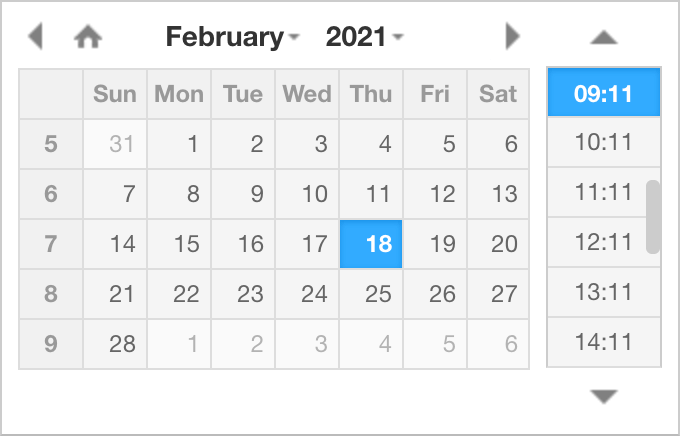 February 2021
Sun Mon Tue Wed Thu Fri Sat
5 31 1 2 3 4 5 6
6 7 8 9 10 11 12 13
7 14 15 16 17 18 19 20
8 21 22 23 24 25 26 27
9 28 1 2 3 4 5 6
09:11
10:11
11:11
12:11
13:11
14:11